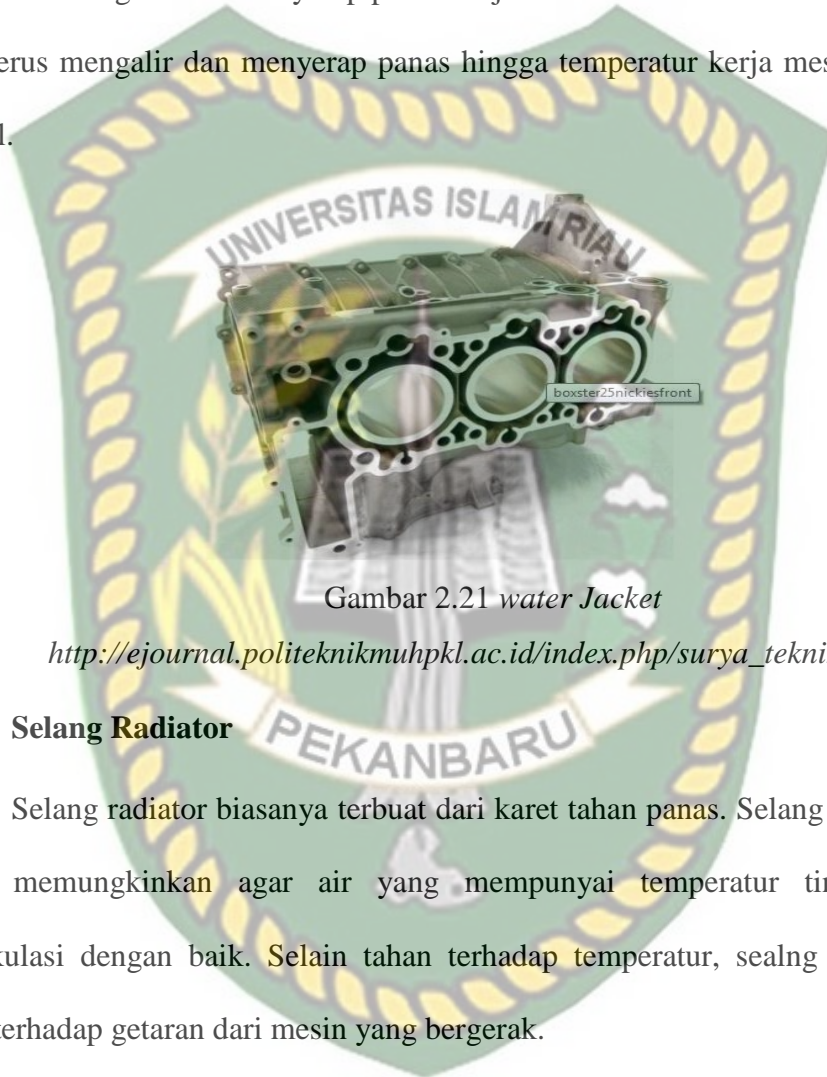 erus mengalir dan menyerap panas hingga temperatur kerja mes
UNIVERSITAS ISLAM RIAU
boxster25nickiesfront
Gambar 2.21 water Jacket
http://ejournal.politeknikmuhpkl.ac.id/index.php/surya_tekni
Selang Radiator
PEKANBARU
Selang radiator biasanya terbuat dari karet tahan panas. Selang
memungkinkan agar air yang mempunyai temperatur tin
kulasi dengan baik. Selain tahan terhadap temperatur, sealng
terhadap getaran dari mesin yang bergerak.